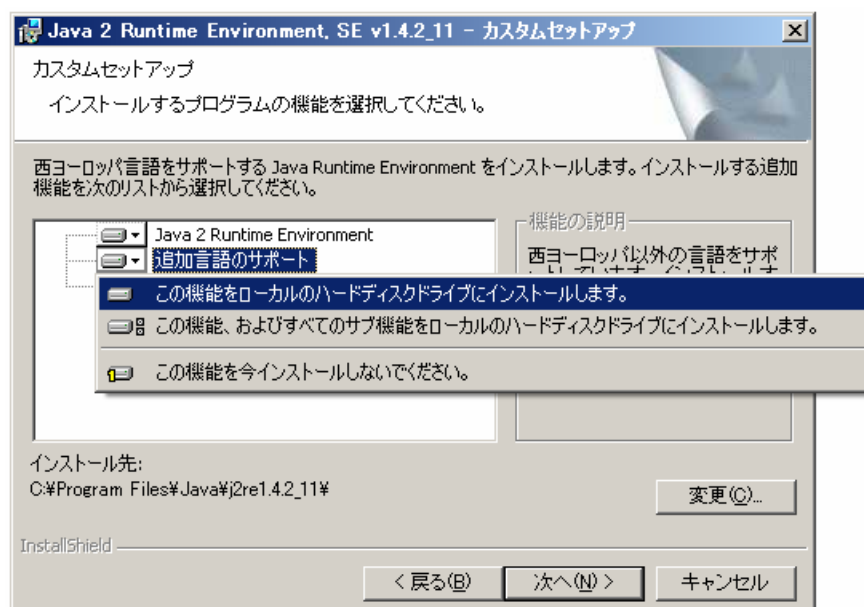 Java 2 Runtime Environment, SE v1.4.2_11 - カスタムセットアップ
カスタムセットアップ
インストールするプログラムの機能を選択してください。
西ヨーロッパ言語をサポートする Java Runtime Environment をインストールします。インストールする追加
機能を次のリストから選択してください。
Java 2 Runtime Environment
追加言語のサポート
機能の説明
西ヨーロッパ以外の言語をサポ
この機能をローカルのハードディスクドライブにインストールします。
この機能、およびすべてのサブ機能をローカルのハードディスクドライブにインストールします。
この機能を今インストールしないでください。
インストール先:
C:¥Program Files¥Java¥j2re1.4.2_11¥
変更(C)...
InstallShield
< 戻る(B)
次へ(N) >
キャンセル